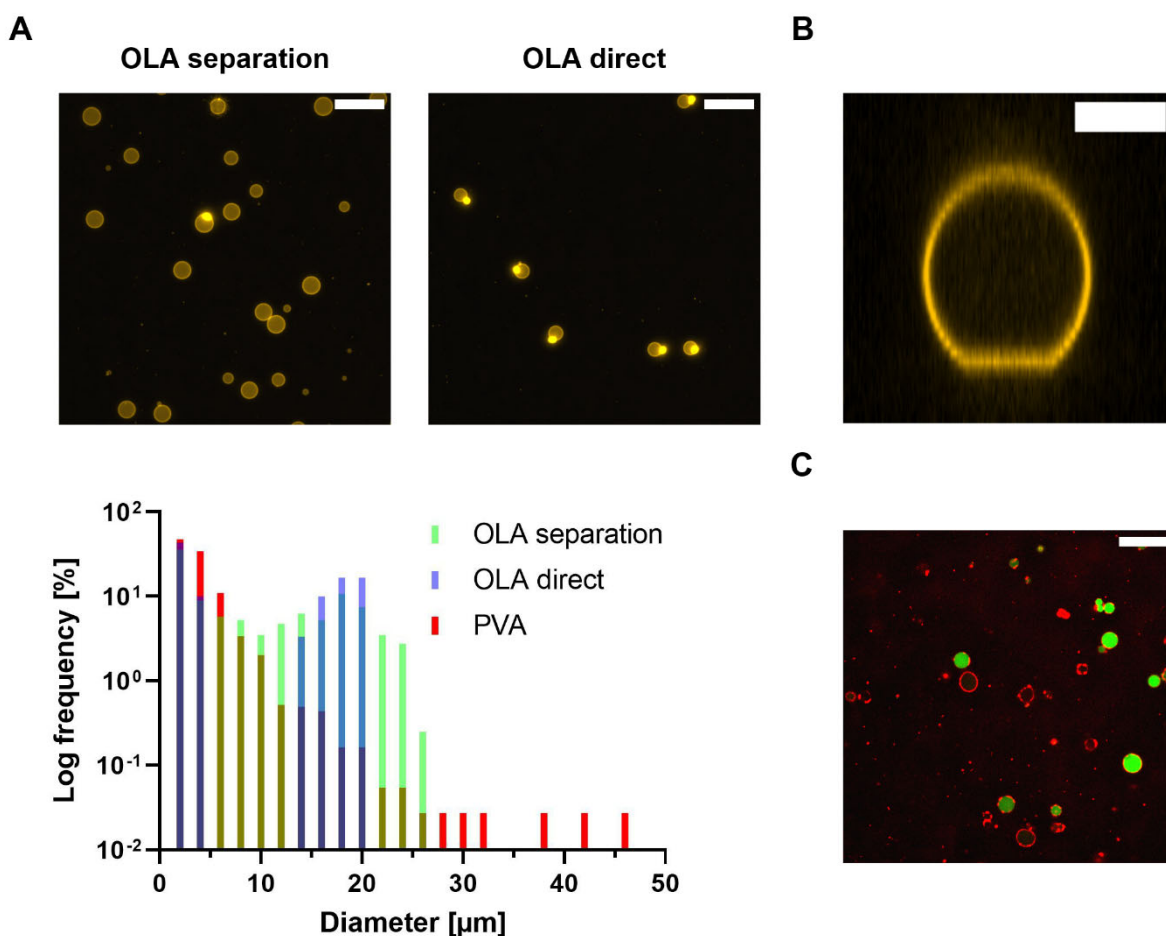 A
B
OLA separation
OLA direct
C
10²
10¹
10⁰
10⁻¹
10⁻²
Log frequency [%]
OLA separation
OLA direct
PVA
0
10
20
30
40
50
Diameter [µm]